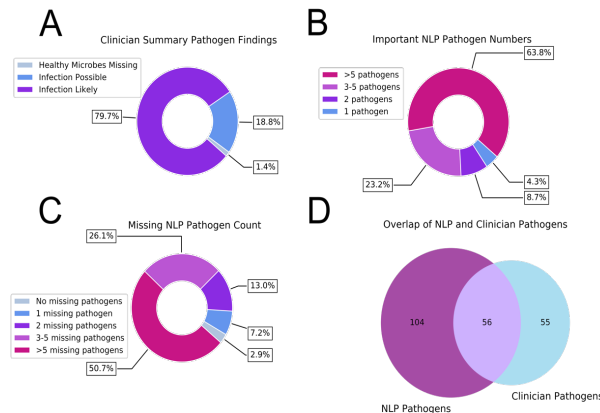 A
Clinician Summary Pathogen Findings
Healthy Microbes Missing
Infection Possible
Infection Likely
79.7%
18.8%
1.4%
B
Important NLP Pathogen Numbers
63.8%
>5 pathogens
3-5 pathogens
2 pathogens
1 pathogen
23.2%
4.3%
8.7%
C
Missing NLP Pathogen Count
26.1%
13.0%
No missing pathogens
1 missing pathogen
2 missing pathogens
3-5 missing pathogens
>5 missing pathogens
7.2%
2.9%
50.7%
D
Overlap of NLP and Clinician Pathogens
104
56
55
NLP Pathogens
Clinician Pathogens